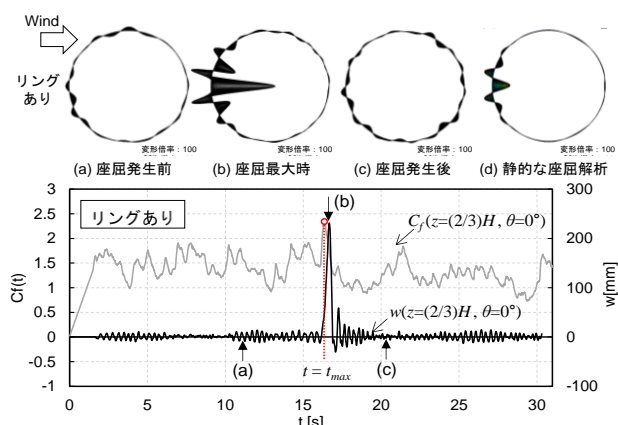 Wind
リング
あり
変形倍率：100
変形倍率：100
変形倍率：100
変形倍率：100
(a) 座屈発生前
(b) 座屈最大時
(c) 座屈発生後
(d) 静的な座屈解析
リングあり
(b)
C_f(z=(2/3)H, θ=0°)
w(z=(2/3)H, θ=0°)
(a)
t = t_max
(c)
Cf(t)
3
2.5
2
1.5
1
0.5
0
-0.5
-1
w[mm]
300
200
100
0
-100
0
5
10
15
20
25
30
t [s]